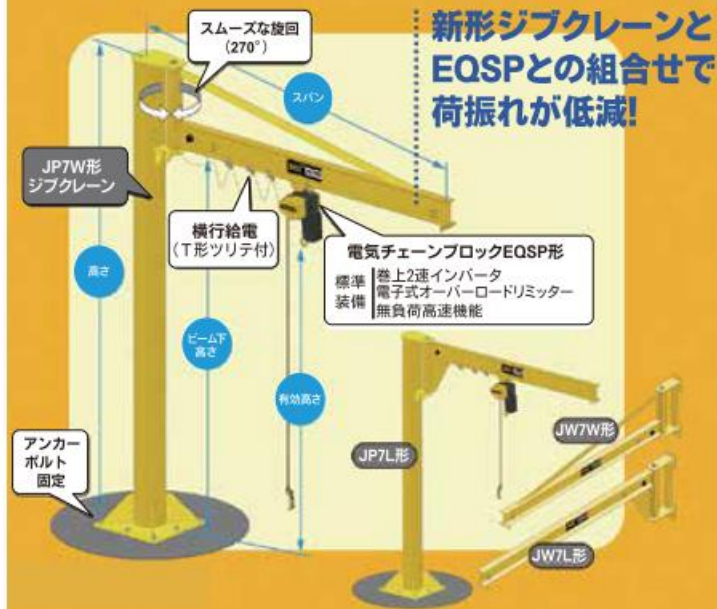 新形ジブクレーンと
EQSPとの組合せで
荷振れが低減!
スムーズな旋回
(270°)
スパン
JP7W形
ジブクレーン
横行給電
(T形ツリテ付)
電気チェーンブロックEQSP形
標準
装備
巻上2速インバータ
電子式オーバーロードリミッター
無負荷高速機能
高さ
ビーム下
高さ
有効高さ
アンカー
ボルト
固定
JP7L形
JW7W形
JW7L形